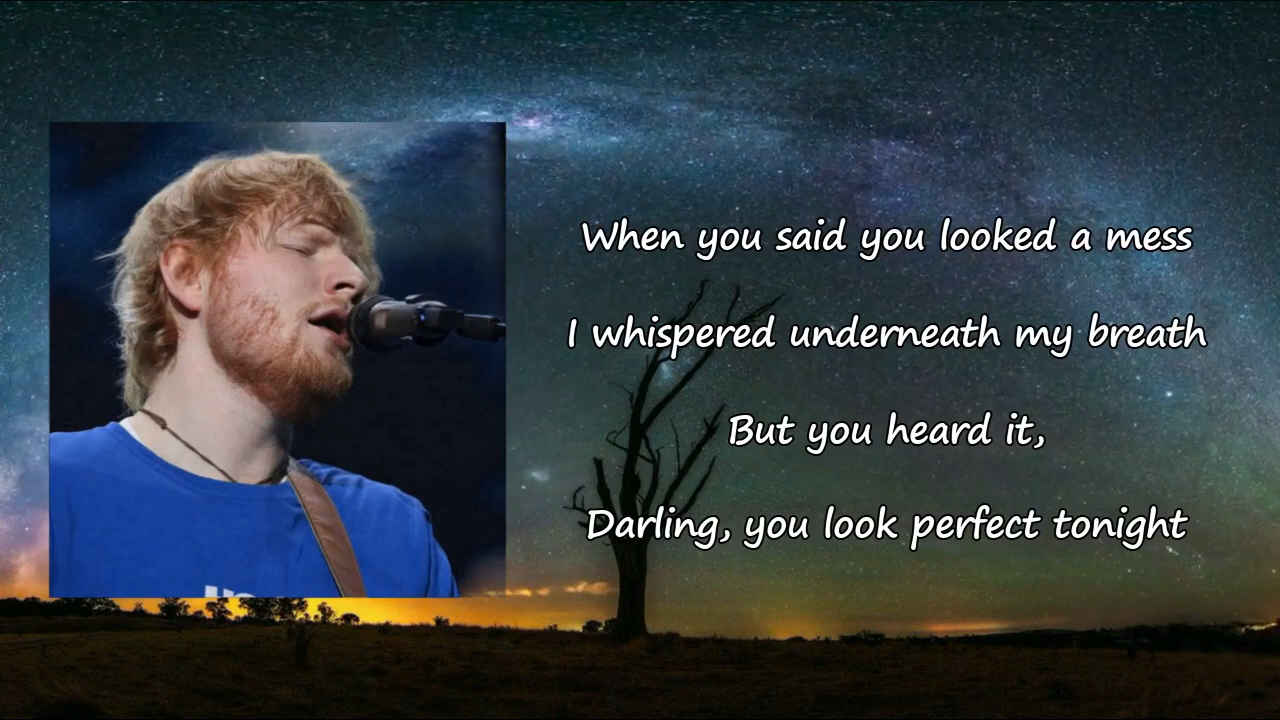 When you said you looked a mess
I whispered underneath my breath
But you heard it,
Darling, you look perfect tonight